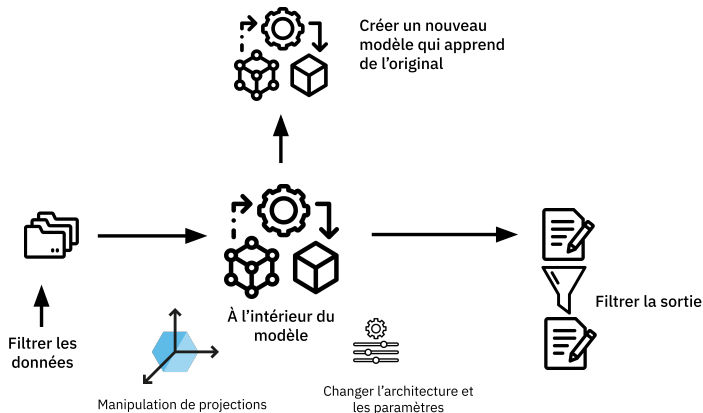 Créer un nouveau
modèle qui apprend
de l’original
Filtrer la sortie
À l’intérieur du
modèle
Filtrer les
données
Changer l’architecture et
les paramètres
Manipulation de projections